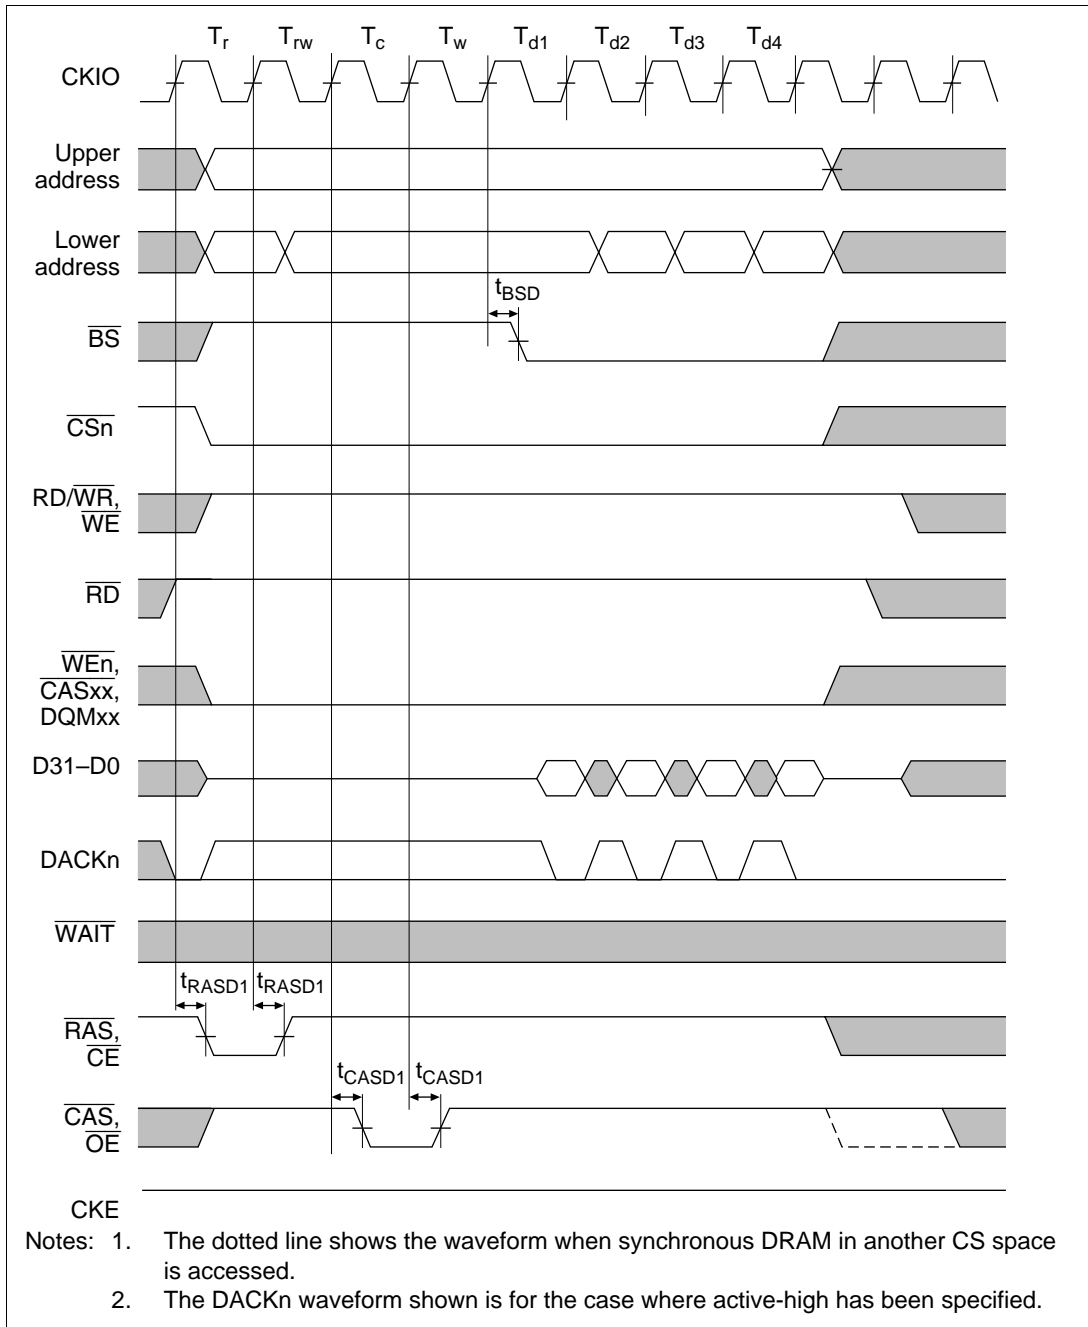 Tr Trw Tc Tw Td1 Td2 Td3 Td4
CKIO
Upper
address
Lower
address
tBSD
BS
CSn
RD/WR,
WE
RD
WEn,
CASxx,
DQMxx
D31–D0
DACKn
WAIT
tRASD1 tRASD1
RAS,
CE
tCASD1 tCASD1
CAS,
OE
CKE
Notes: 1. The dotted line shows the waveform when synchronous DRAM in another CS space
is accessed.
2. The DACKn waveform shown is for the case where active-high has been specified.